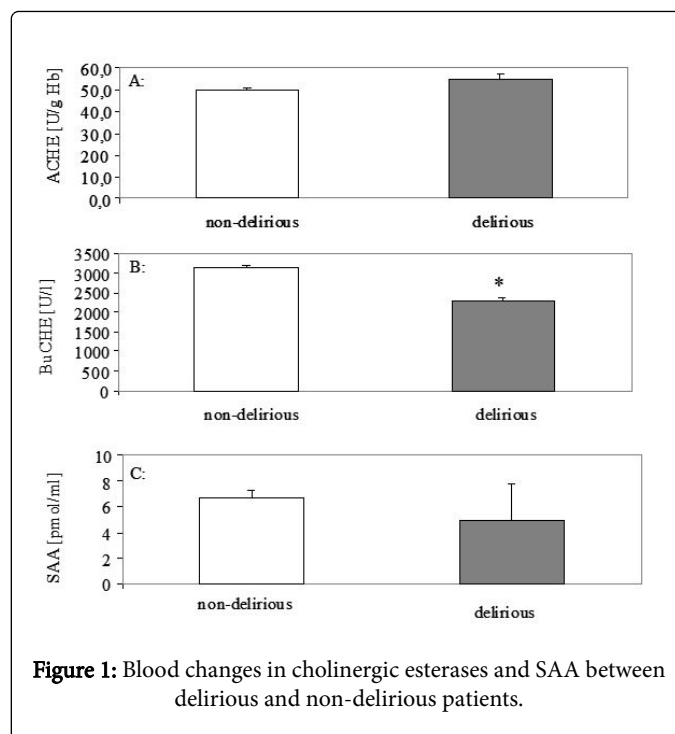 60,0
50,0
40,0
30,0
200
10,0
0,0
ACHE [U/g Hb)
A:
non-delirious
delirious
3500
3000
2500
2000
1500
1000
500
0
BuCHE [U/l]
B:
*
non-delirious
delirious
10
8
6
4
2
0
SAA [pmol/ml]
C:
non-delirious
delirious
Figure 1: Blood changes in cholinergic esterases and SAA between
delirious and non-delirious patients.